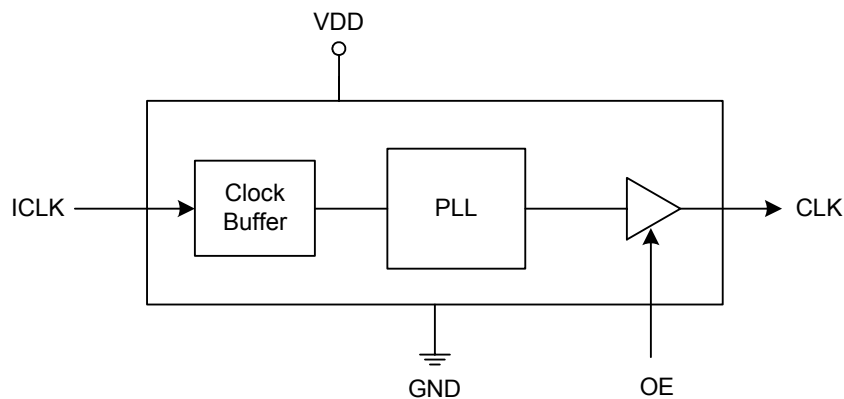 VDD
ICLK
Clock
Buffer
PLL
CLK
GND
OE